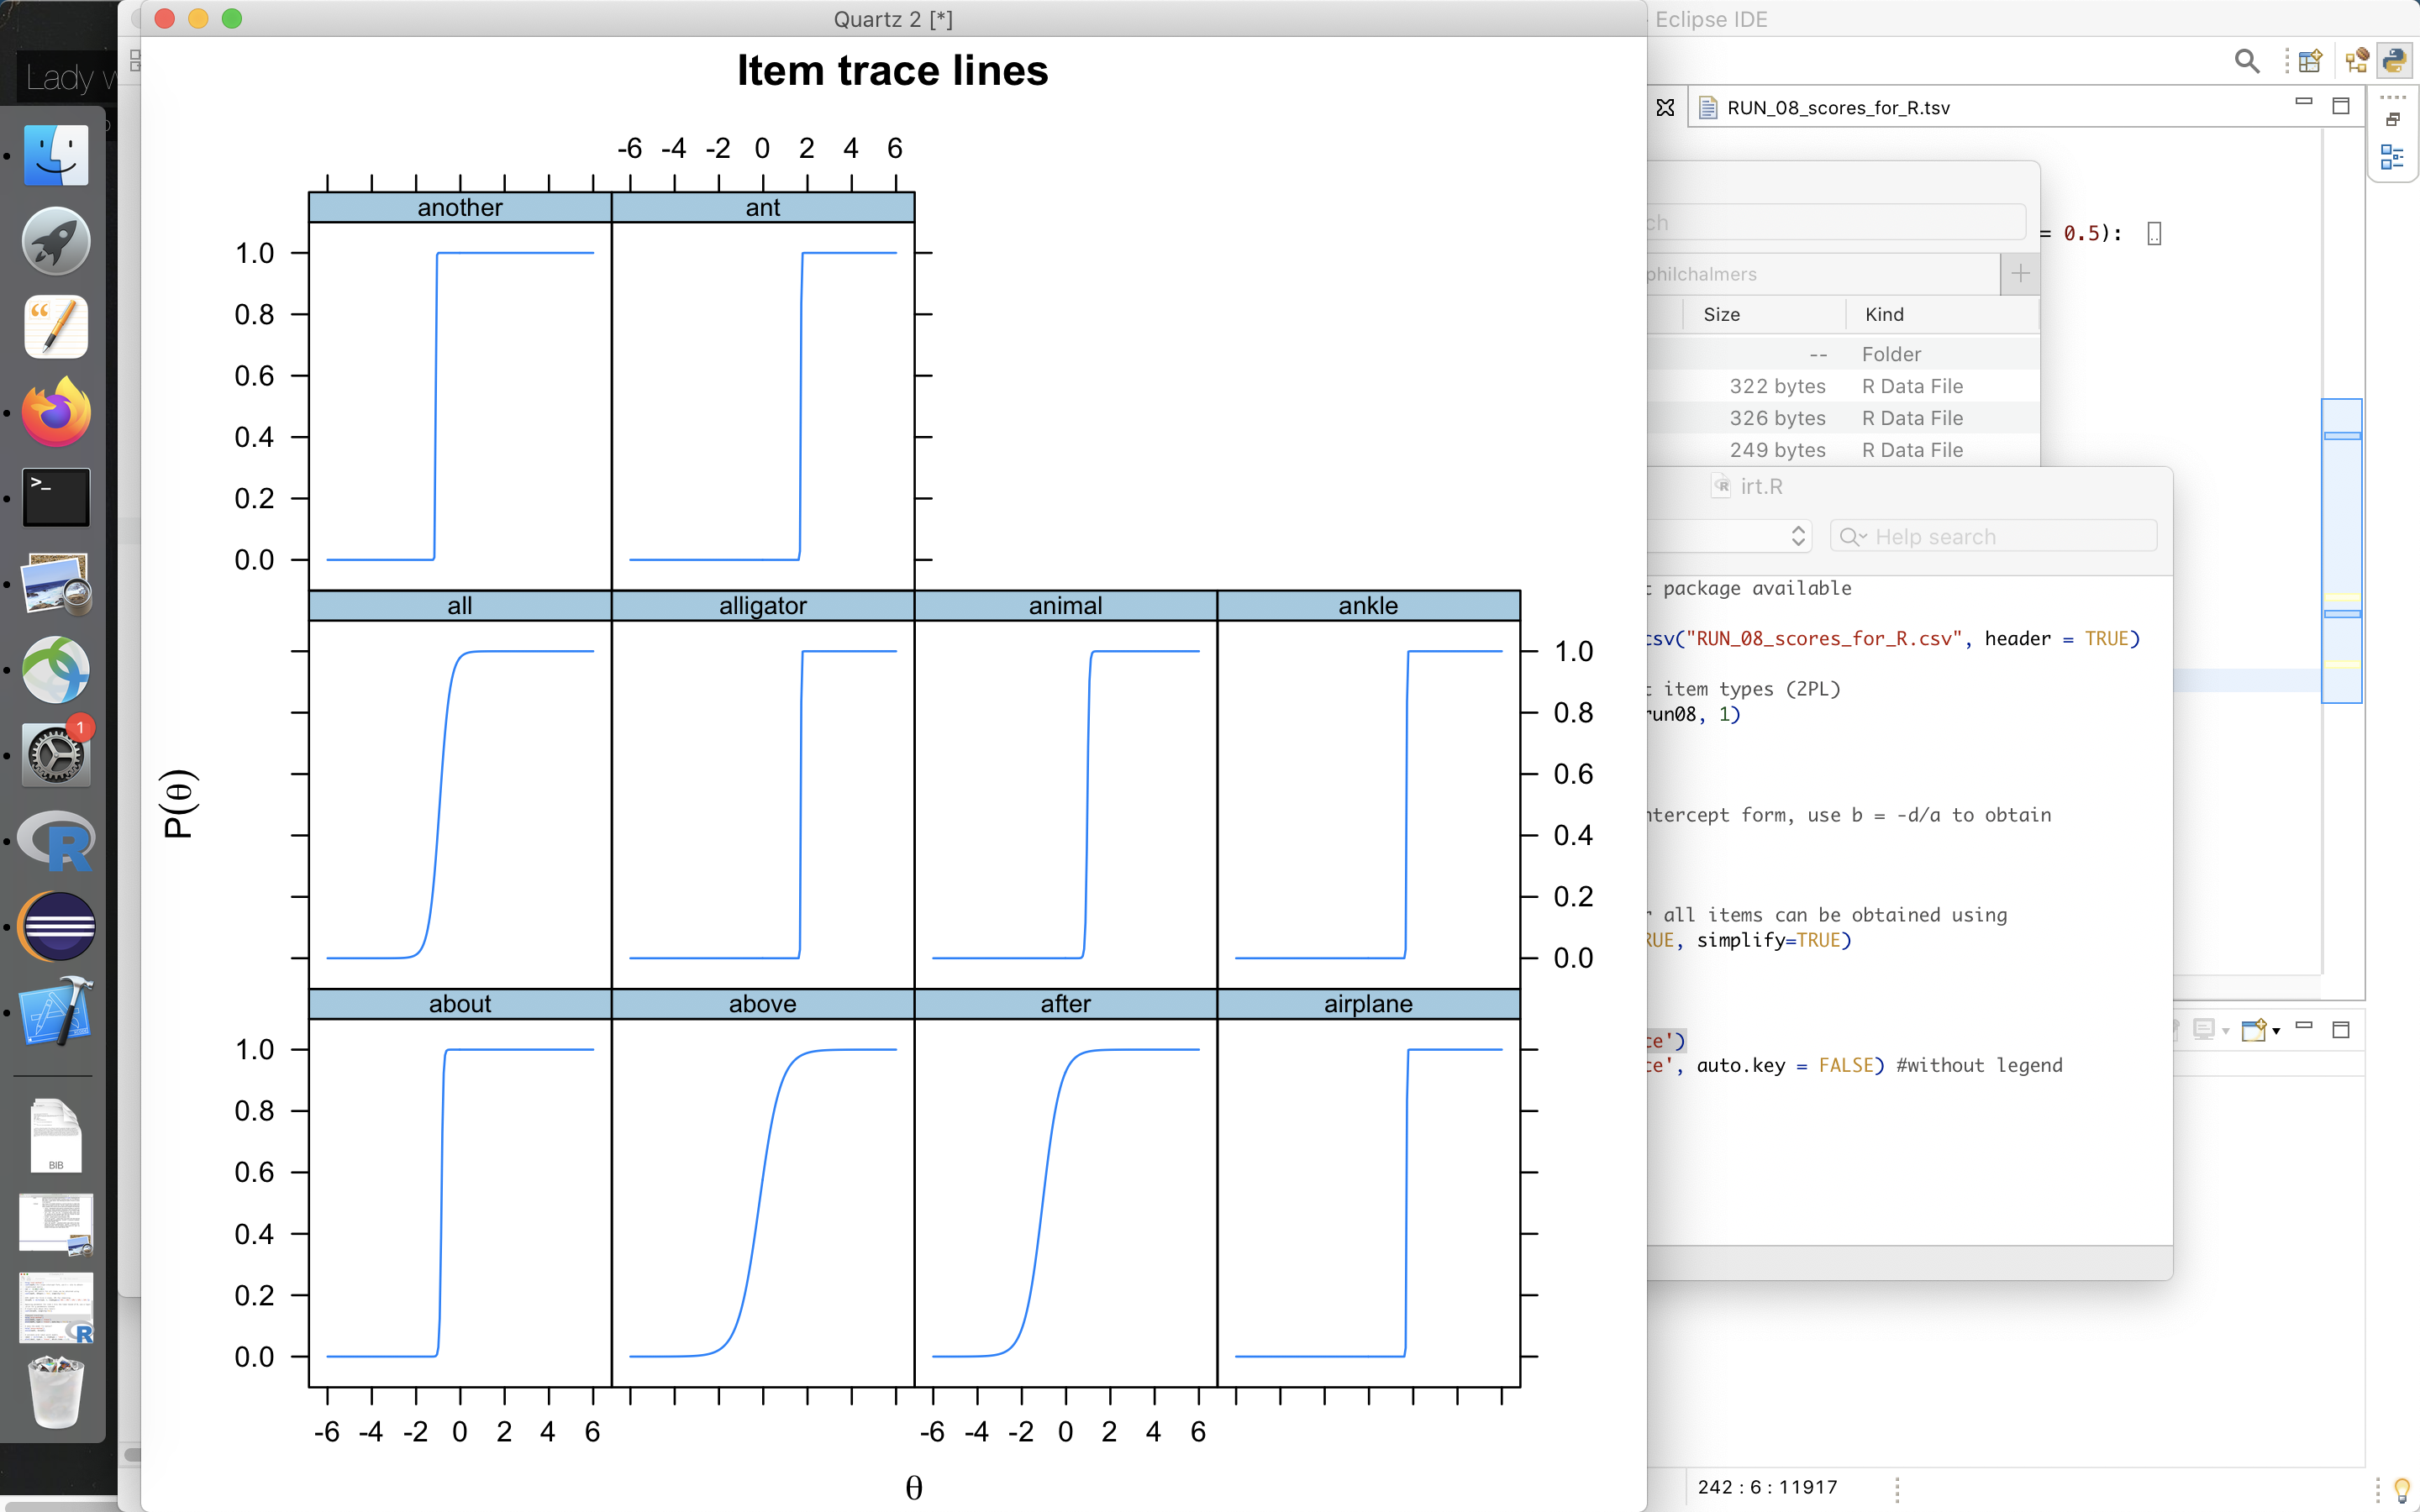 Quartz 2 [*]
Eclipse IDE
Lady
Item trace lines
RUN_08_scores_for_R.tsv
-6 -4 -2 0 2 4 6
another ant
1.0
0.8
0.6
0.4
0.2
0.0
all alligator animal ankle
1.0
0.8
0.6
0.4
0.2
0.0
P(θ)
about above after airplane
1.0
0.8
0.6
0.4
0.2
0.0
-6 -4 -2 0 2 4 6
-6 -4 -2 0 2 4 6
θ
= 0.5):
philchalmers
Size Kind
-- Folder
322 bytes R Data File
326 bytes R Data File
249 bytes R Data File
irt.R
Help search
package available
csv("RUN_08_scores_for_R.csv", header = TRUE)
item types (2PL)
run08, 1)
ntercept form, use b = -d/a to obtain
all items can be obtained using
RUE, simplify=TRUE)
ce')
ce', auto.key = FALSE) #without legend
242 : 6 : 11917
1
BIB
R
>_